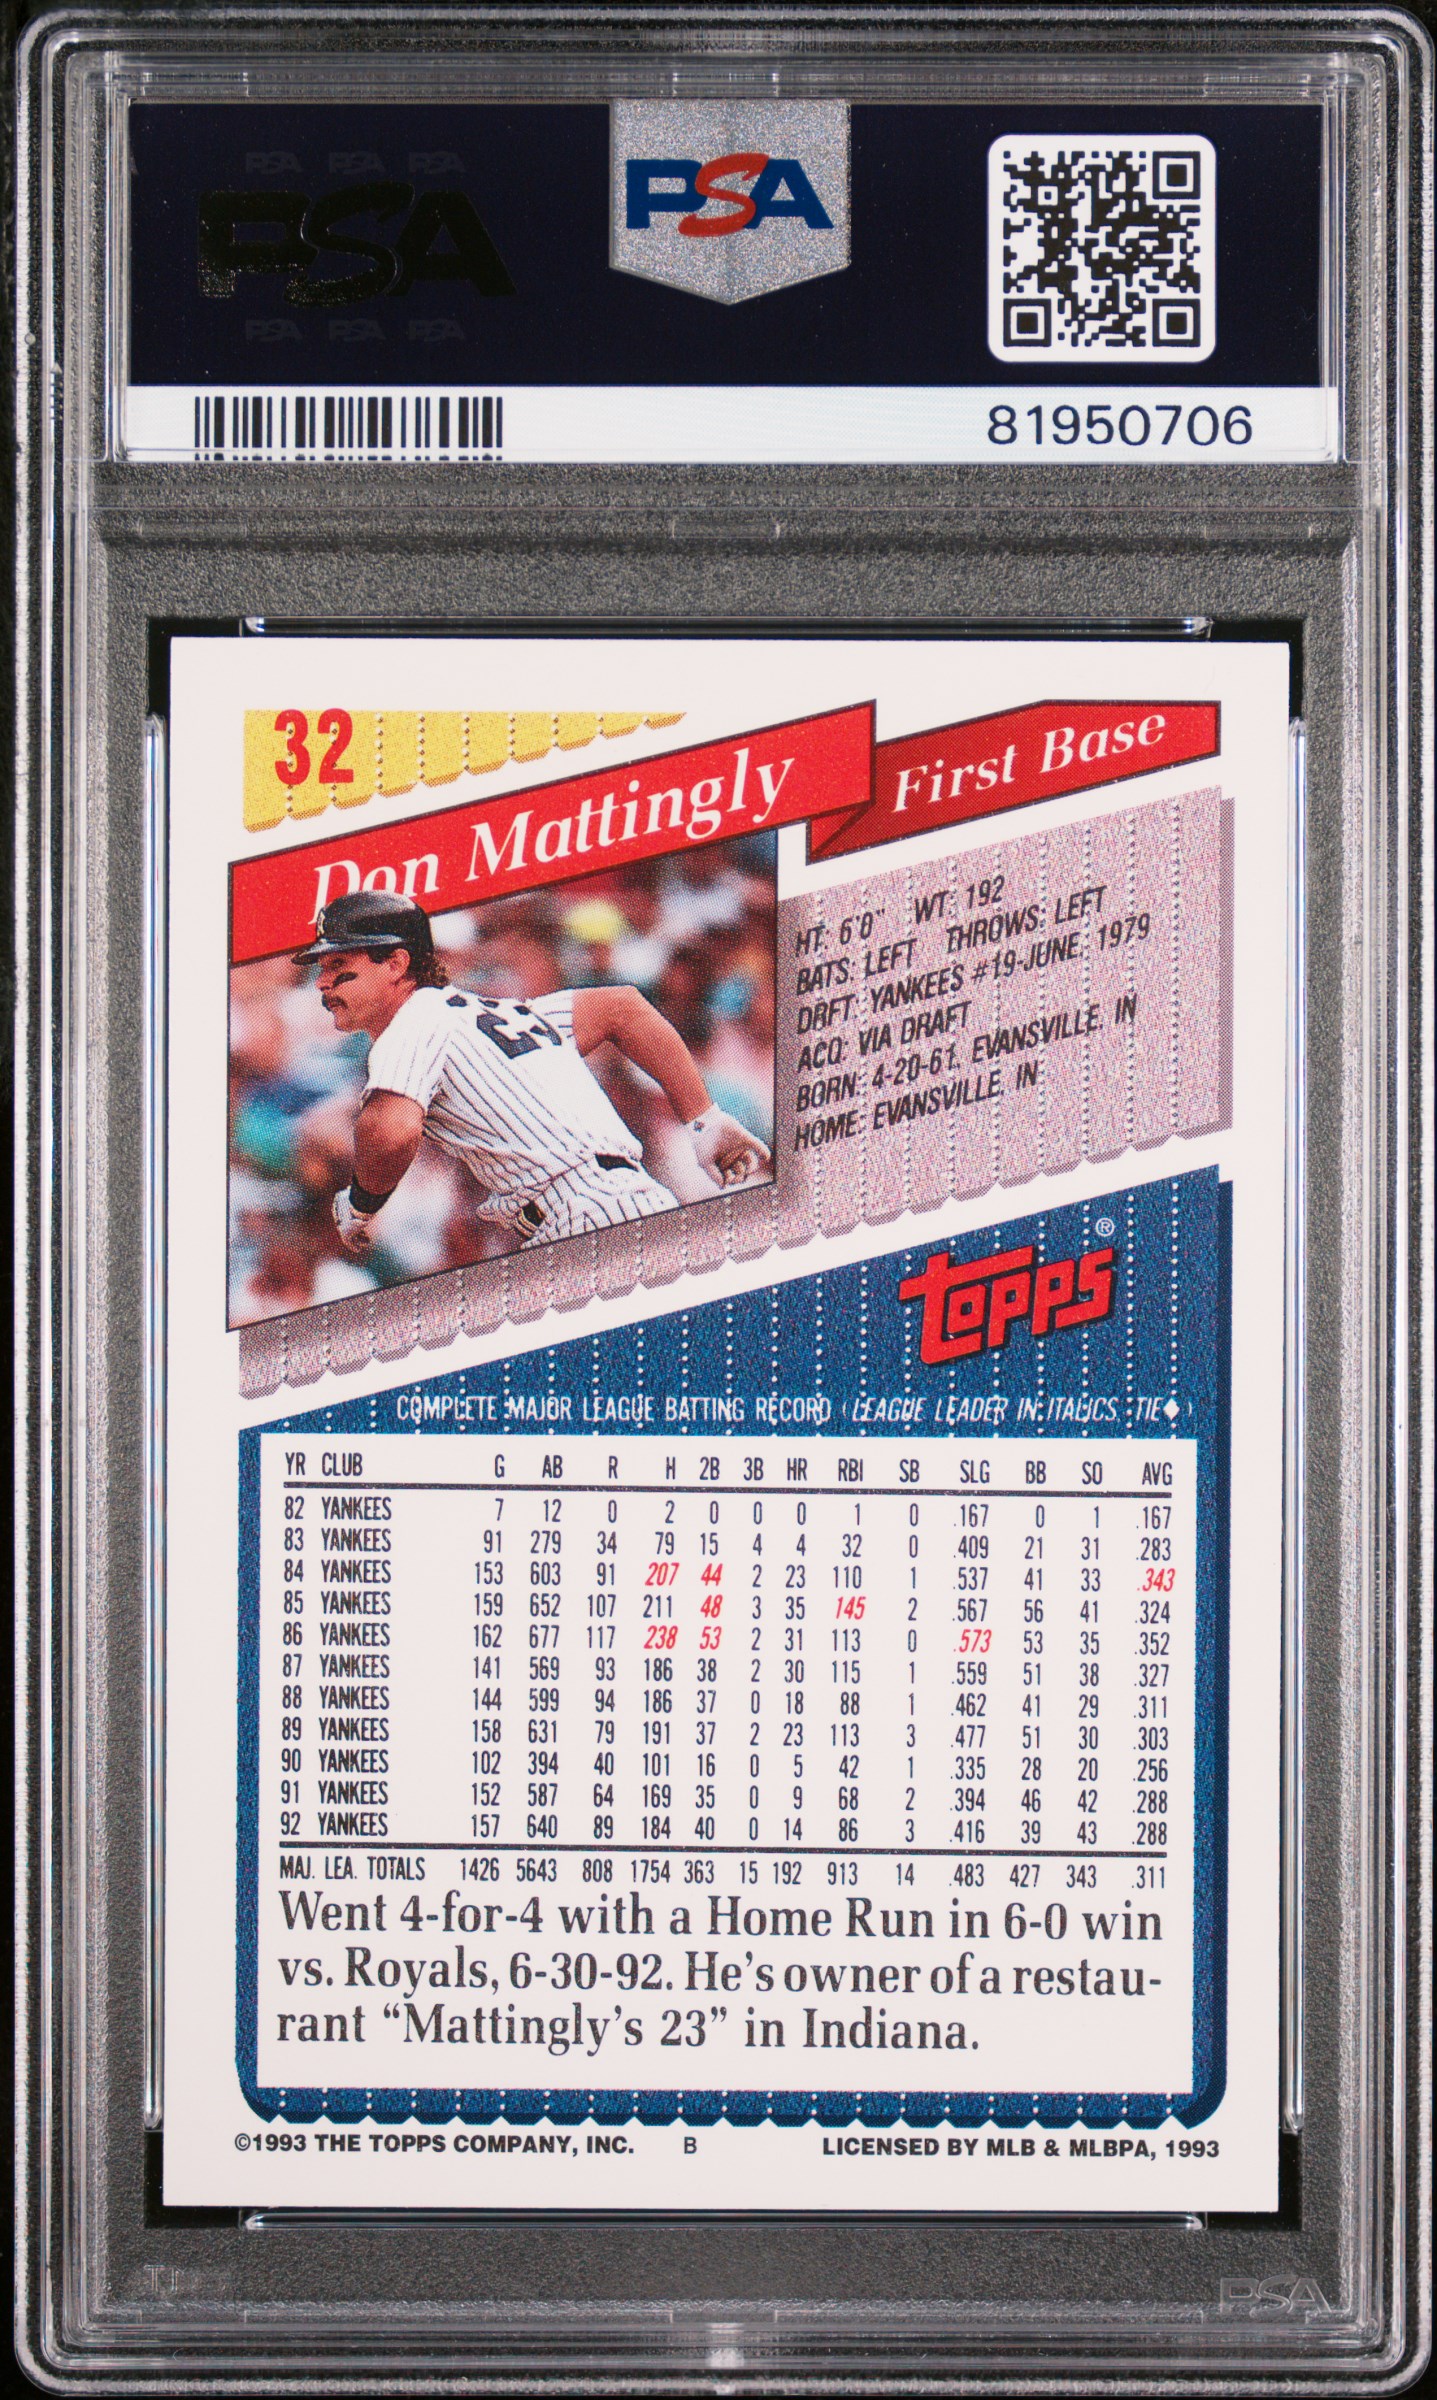 PSA PSA PSA
PSA
PSA PSA PSA
PSA
81950706
32
Don Mattingly
First Base
HT: 6'0" WT: 192
BATS: LEFT THROWS: LEFT
DRFT: YANKEES #19-JUNE, 1979
ACQ: VIA DRAFT
BORN: 4-20-61, EVANSVILLE, IN
HOME: EVANSVILLE, IN
23
TOPPS®
COMPLETE MAJOR LEAGUE BATTING RECORD (LEAGUE LEADER IN ITALICS, TIE◆)
YR CLUB G AB R H 2B 3B HR RBI SB SLG BB SO AVG
82 YANKEES 7 12 0 2 0 0 0 1 0 .167 0 1 .167
83 YANKEES 91 279 34 79 15 4 4 32 0 .409 21 31 .283
84 YANKEES 153 603 91 207 44 2 23 110 1 .537 41 33 .343
85 YANKEES 159 652 107 211 48 3 35 145 2 .567 56 41 .324
86 YANKEES 162 677 117 238 53 2 31 113 0 .573 53 35 .352
87 YANKEES 141 569 93 186 38 2 30 115 1 .559 51 38 .327
88 YANKEES 144 599 94 186 37 0 18 88 1 .462 41 29 .311
89 YANKEES 158 631 79 191 37 2 23 113 3 .477 51 30 .303
90 YANKEES 102 394 40 101 16 0 5 42 1 .335 28 20 .256
91 YANKEES 152 587 64 169 35 0 9 68 2 .394 46 42 .288
92 YANKEES 157 640 89 184 40 0 14 86 3 .416 39 43 .288
MAJ. LEA. TOTALS 1426 5643 808 1754 363 15 192 913 14 .483 427 343 .311
Went 4-for-4 with a Home Run in 6-0 win
vs. Royals, 6-30-92. He's owner of a restau-
rant “Mattingly's 23” in Indiana.
©1993 THE TOPPS COMPANY, INC. B LICENSED BY MLB & MLBPA, 1993
PSA